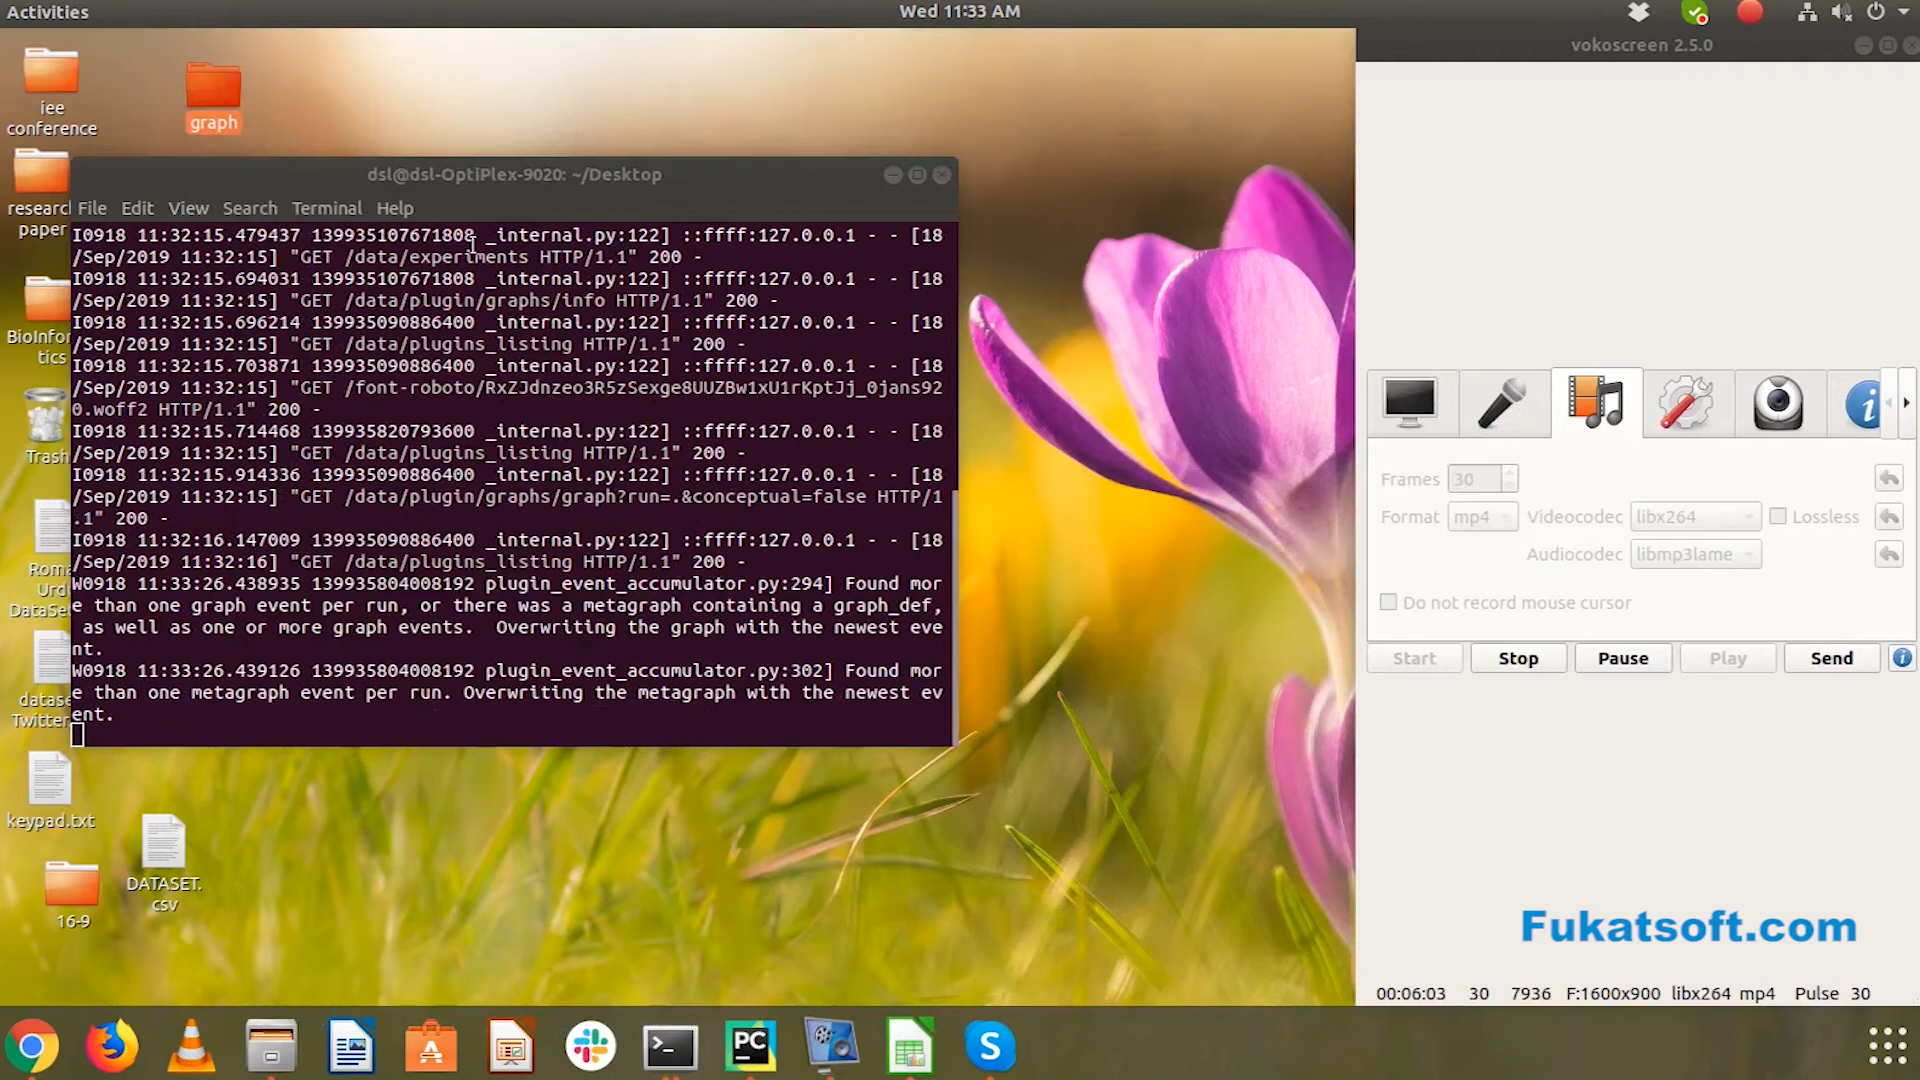 Activities
Wed 11:33 AM
vokoscreen 2.5.0
iee
conference
graph
research
paper
BioInfor
tics
Trash
Roma
Urd
DataSe
datase
Twitter
keypad.txt
DATASET.
csv
16-9
dsl@dsl-OptiPlex-9020: ~/Desktop
File Edit View Search Terminal Help
I0918 11:32:15.479437 139935107671808 _internal.py:122] ::ffff:127.0.0.1 - - [18
/Sep/2019 11:32:15] "GET /data/experiments HTTP/1.1" 200 -
I0918 11:32:15.694031 139935107671808 _internal.py:122] ::ffff:127.0.0.1 - - [18
/Sep/2019 11:32:15] "GET /data/plugin/graphs/info HTTP/1.1" 200 -
I0918 11:32:15.696214 139935090886400 _internal.py:122] ::ffff:127.0.0.1 - - [18
/Sep/2019 11:32:15] "GET /data/plugins_listing HTTP/1.1" 200 -
I0918 11:32:15.703871 139935090886400 _internal.py:122] ::ffff:127.0.0.1 - - [18
/Sep/2019 11:32:15] "GET /font-roboto/RxZJdnzeo3R5zSexge8UUZBw1xU1rKptJj_0jans92
0.woff2 HTTP/1.1" 200 -
I0918 11:32:15.714468 139935820793600 _internal.py:122] ::ffff:127.0.0.1 - - [18
/Sep/2019 11:32:15] "GET /data/plugins_listing HTTP/1.1" 200 -
I0918 11:32:15.914336 139935090886400 _internal.py:122] ::ffff:127.0.0.1 - - [18
/Sep/2019 11:32:15] "GET /data/plugin/graphs/graph?run=.&conceptual=false HTTP/1
.1" 200 -
I0918 11:32:16.147009 139935090886400 _internal.py:122] ::ffff:127.0.0.1 - - [18
/Sep/2019 11:32:16] "GET /data/plugins_listing HTTP/1.1" 200 -
W0918 11:33:26.438935 139935804008192 plugin_event_accumulator.py:294] Found mor
e than one graph event per run, or there was a metagraph containing a graph_def,
 as well as one or more graph events.  Overwriting the graph with the newest eve
nt.
W0918 11:33:26.439126 139935804008192 plugin_event_accumulator.py:302] Found mor
e than one metagraph event per run. Overwriting the metagraph with the newest ev
ent.
Frames 30
Format mp4 Videocodec libx264 Lossless
Audiocodec libmp3lame
Do not record mouse cursor
Start Stop Pause Play Send
Fukatsoft.com
00:06:03 30 7936 F:1600x900 libx264 mp4 Pulse 30
PC
S